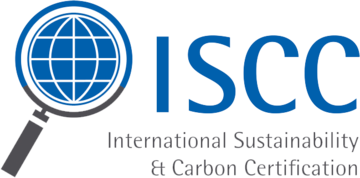 ISCC
International Sustainability
& Carbon Certification